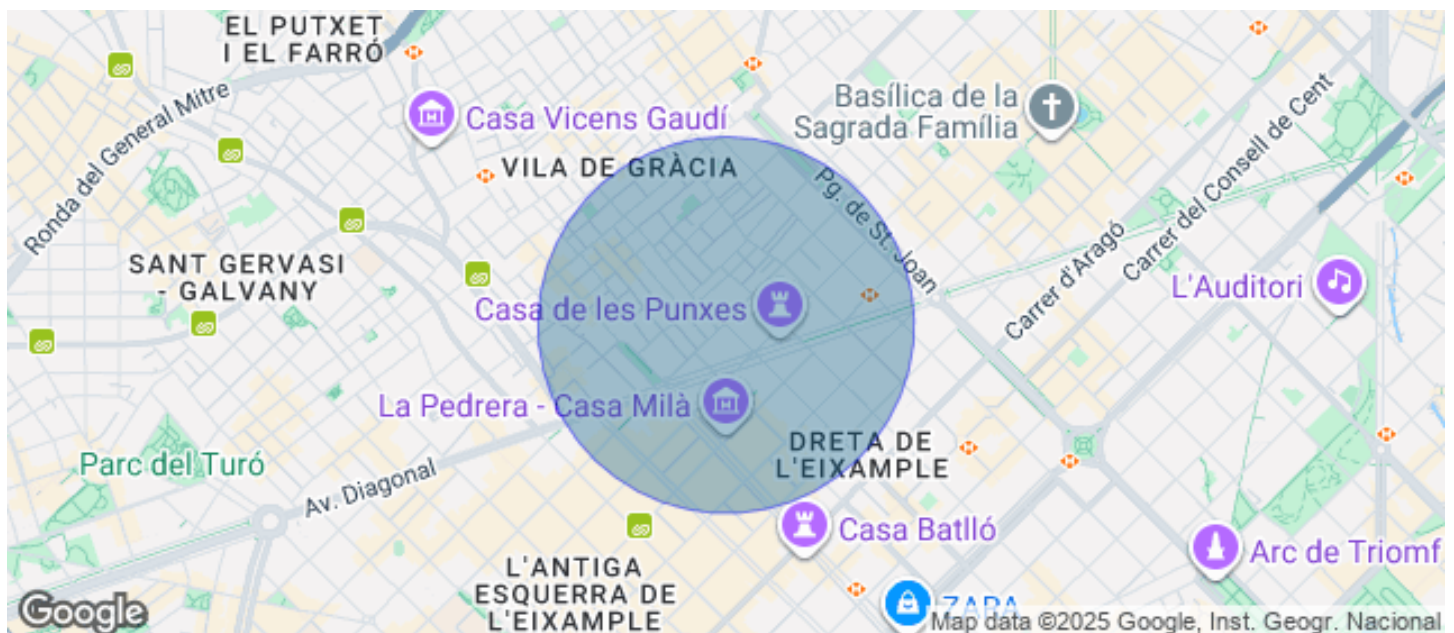 EL PUTXET
I EL FARRÓ
Ronda del General Mitre
Casa Vicens Gaudí
Basílica de la
Sagrada Família
VILA DE GRÀCIA
Pg. de St. Joan
Carrer del Consell de Cent
Carrer d'Aragó
SANT GERVASI
- GALVANY
L'Auditori
Casa de les Punxes
La Pedrera - Casa Milà
DRETA DE
L'EIXAMPLE
Parc del Turó
Av. Diagonal
Casa Batlló
Arc de Triomf
L'ANTIGA
ESQUERRA DE
L'EIXAMPLE
ZARA
Google
Map data ©2025 Google, Inst. Geogr. Nacional